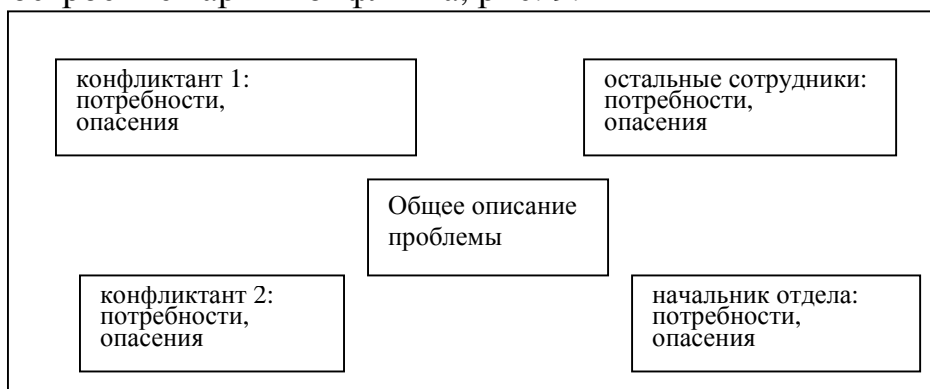 конфликтант 1:
потребности,
опасения
остальные сотрудники:
потребности,
опасения
Общее описание
проблемы
конфликтант 2:
потребности,
опасения
начальник отдела:
потребности,
опасения